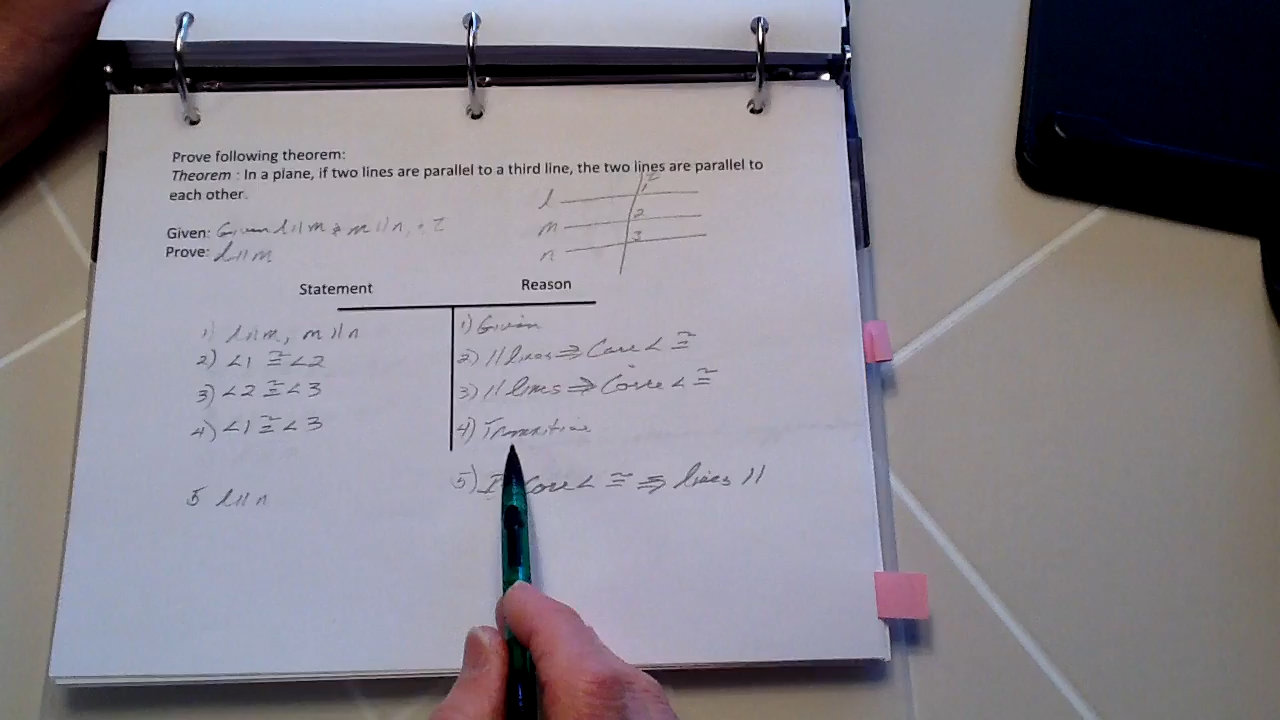 Prove following theorem:
Theorem : In a plane, if two lines are parallel to a third line, the two lines are parallel to
each other.
Given: Given l || m & m || n, + Z
Prove: l || m
Z
l 1
m 2
n 3
Statement Reason
1) l || m, m || n 1) Given
2) ∠1 ≅ ∠2 2) || lines ⇒ Corr ∠ ≅
3) ∠2 ≅ ∠3 3) || lines ⇒ Corre ∠ ≅
4) ∠1 ≅ ∠3 4) Transitive
5 l || n 5) If Corr ∠ ≅ ⇒ lines ||